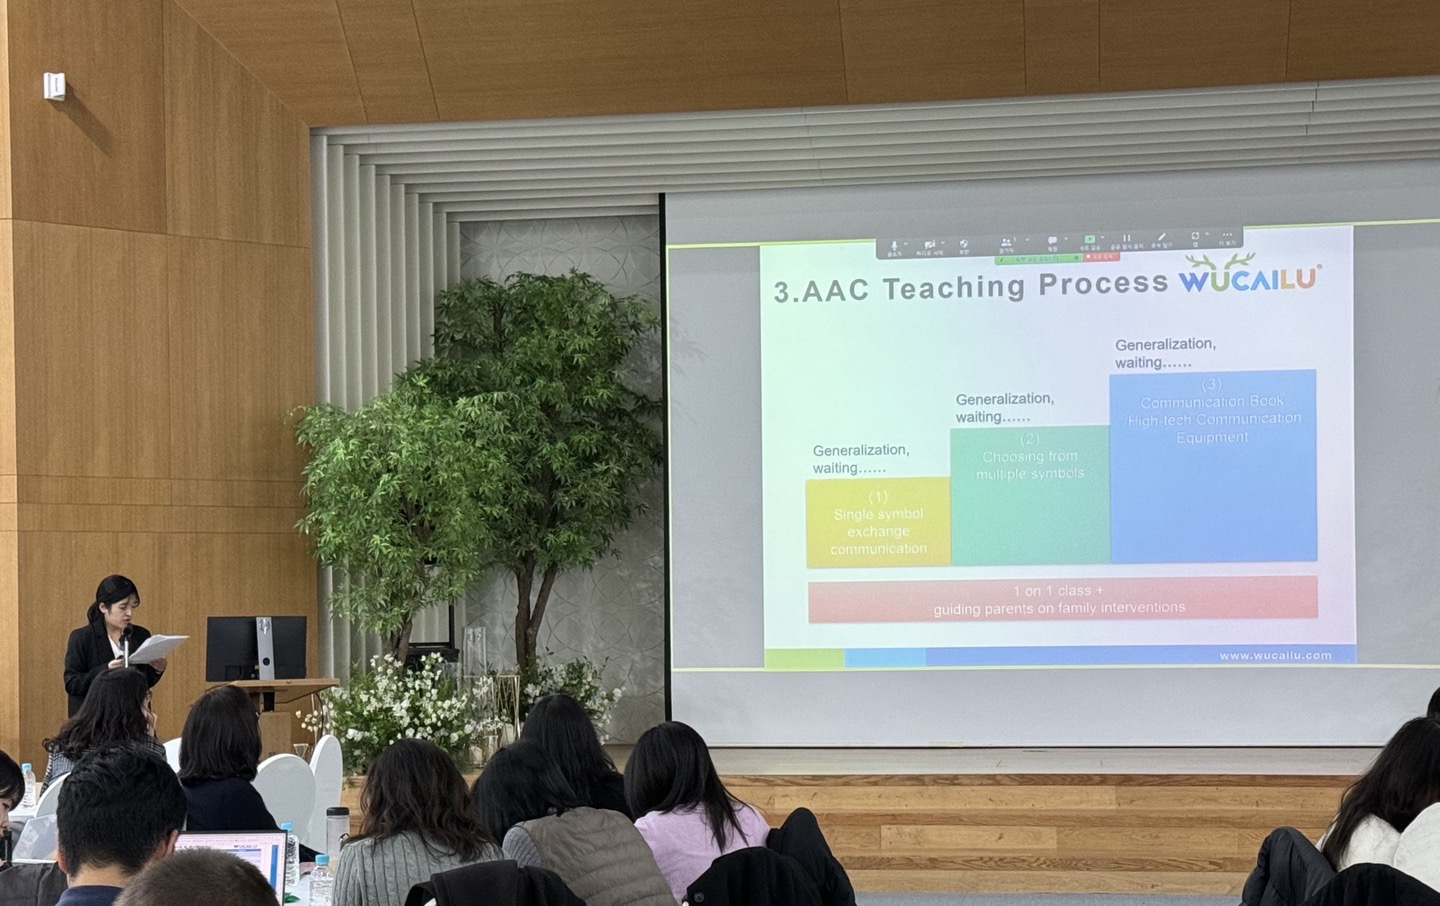 3.AAC Teaching Process
WUCAILU
Generalization,
waiting......
Generalization,
waiting......
Generalization,
waiting......
(1)
Single symbol
exchange
communication
(2)
Choosing from
multiple symbols
(3)
Communication Book
/High-tech Communication
Equipment
1 on 1 class +
guiding parents on family interventions
www.wucailu.com
WUCAILU